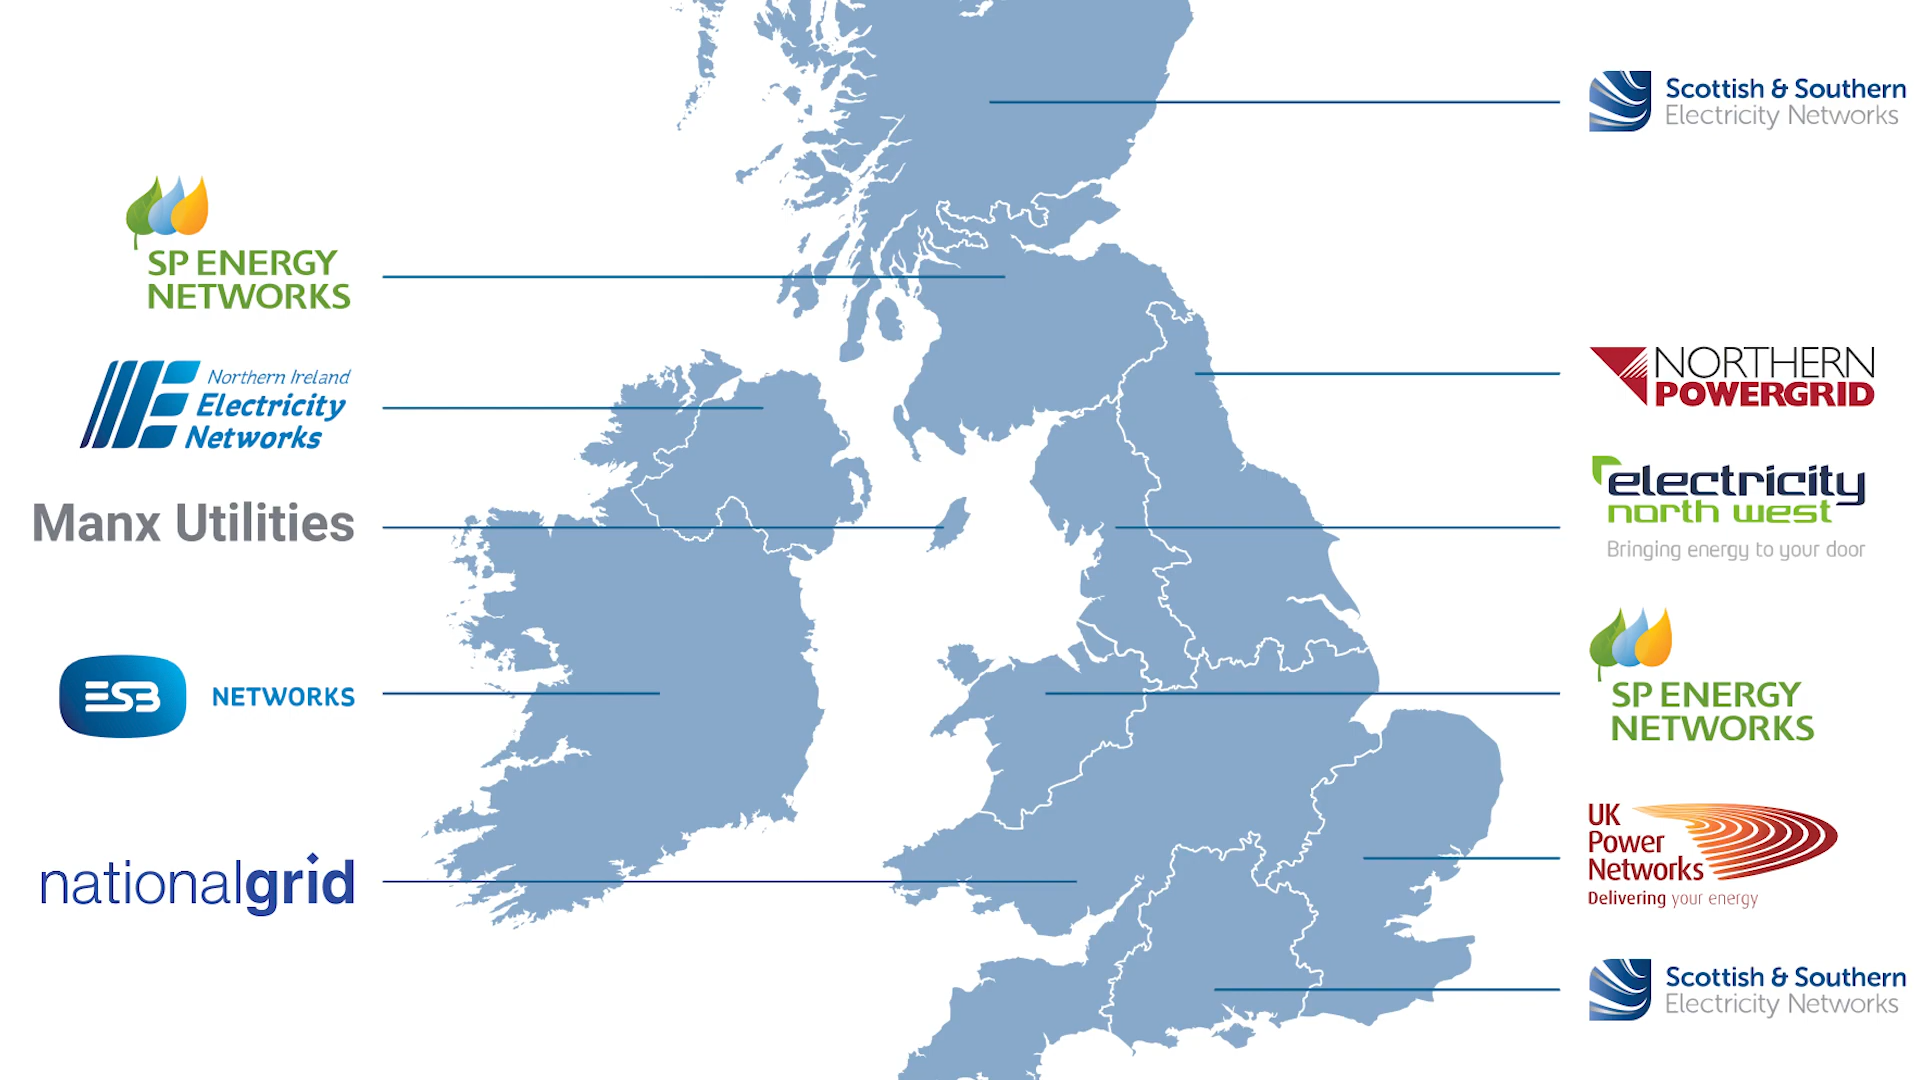 Scottish & Southern
Electricity Networks
SP ENERGY
NETWORKS
Northern Ireland
Electricity
Networks
NORTHERN
POWERGRID
electricity
north west
Bringing energy to your door
Manx Utilities
ESB NETWORKS
SP ENERGY
NETWORKS
UK
Power
Networks
Delivering your energy
nationalgrid
Scottish & Southern
Electricity Networks